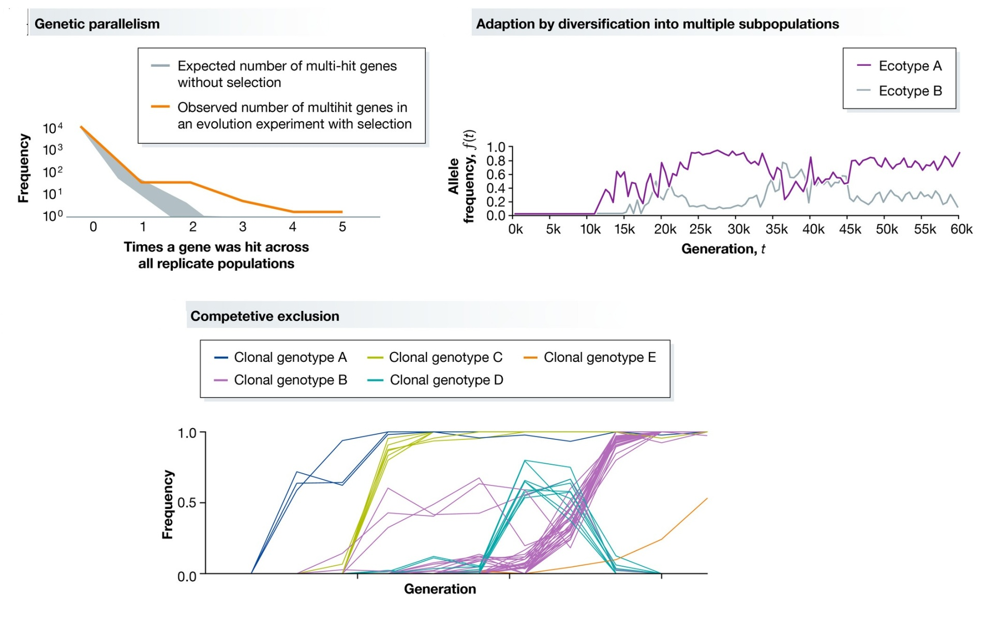 Genetic parallelism
Expected number of multi-hit genes
without selection
Observed number of multihit genes in
an evolution experiment with selection
Frequency
10⁴
10³
10²
10¹
10⁰
0 1 2 3 4 5
Times a gene was hit across
all replicate populations
Adaption by diversification into multiple subpopulations
Ecotype A
Ecotype B
Allele
frequency, f(t)
1.0
0.8
0.6
0.4
0.2
0.0
0k 5k 10k 15k 20k 25k 30k 35k 40k 45k 50k 55k 60k
Generation, t
Competetive exclusion
Clonal genotype A Clonal genotype C Clonal genotype E
Clonal genotype B Clonal genotype D
Frequency
1.0
0.5
0.0
Generation